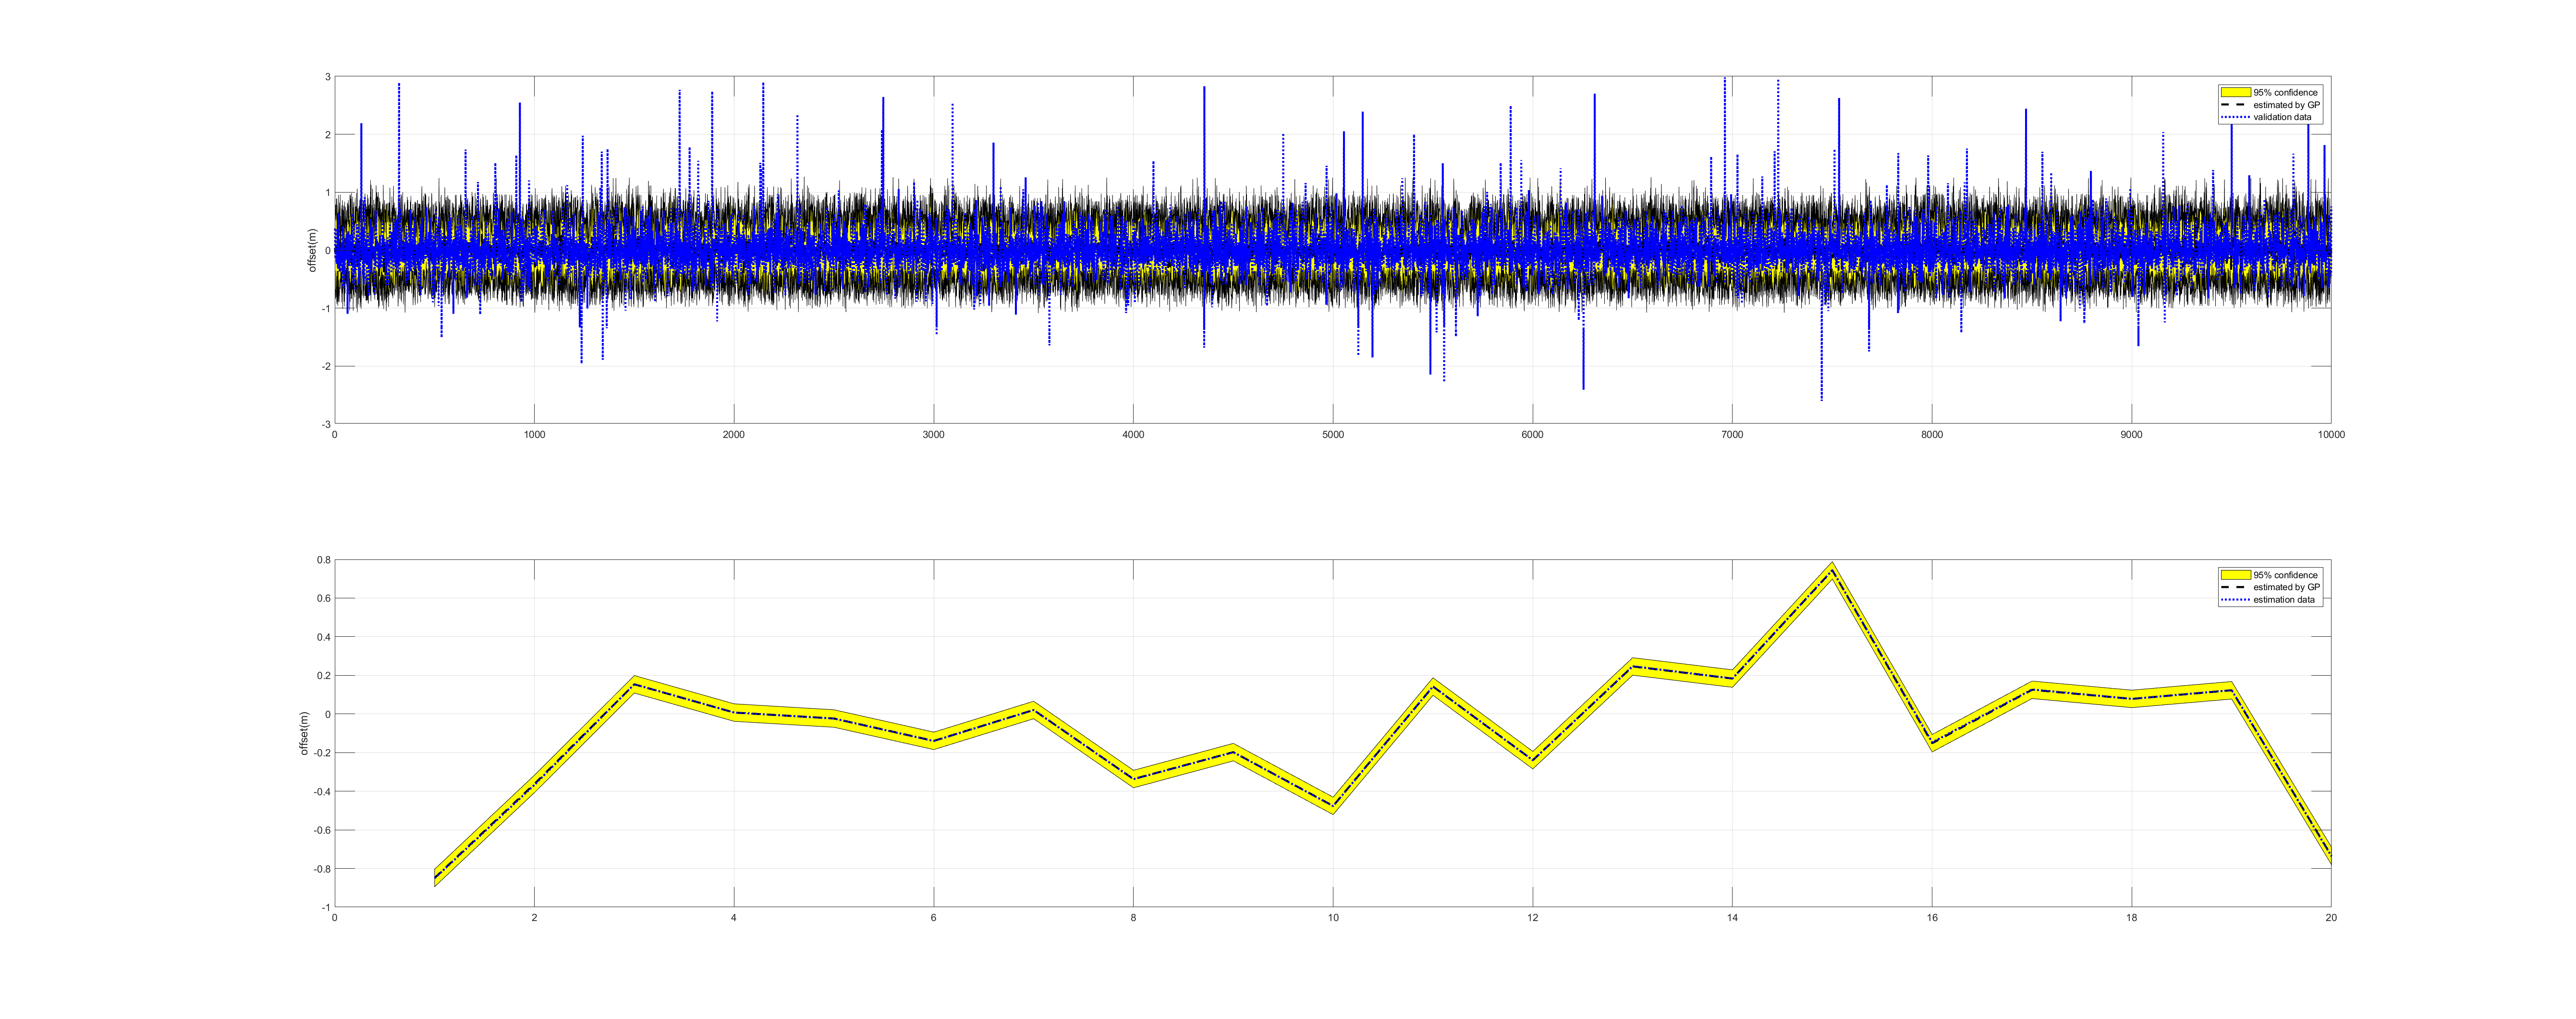 3
2
1
0
-1
-2
-3
offset(m)
0 1000 2000 3000 4000 5000 6000 7000 8000 9000 10000
95% confidence
estimated by GP
validation data
0.8
0.6
0.4
0.2
0
-0.2
-0.4
-0.6
-0.8
-1
offset(m)
0 2 4 6 8 10 12 14 16 18 20
95% confidence
estimated by GP
estimation data